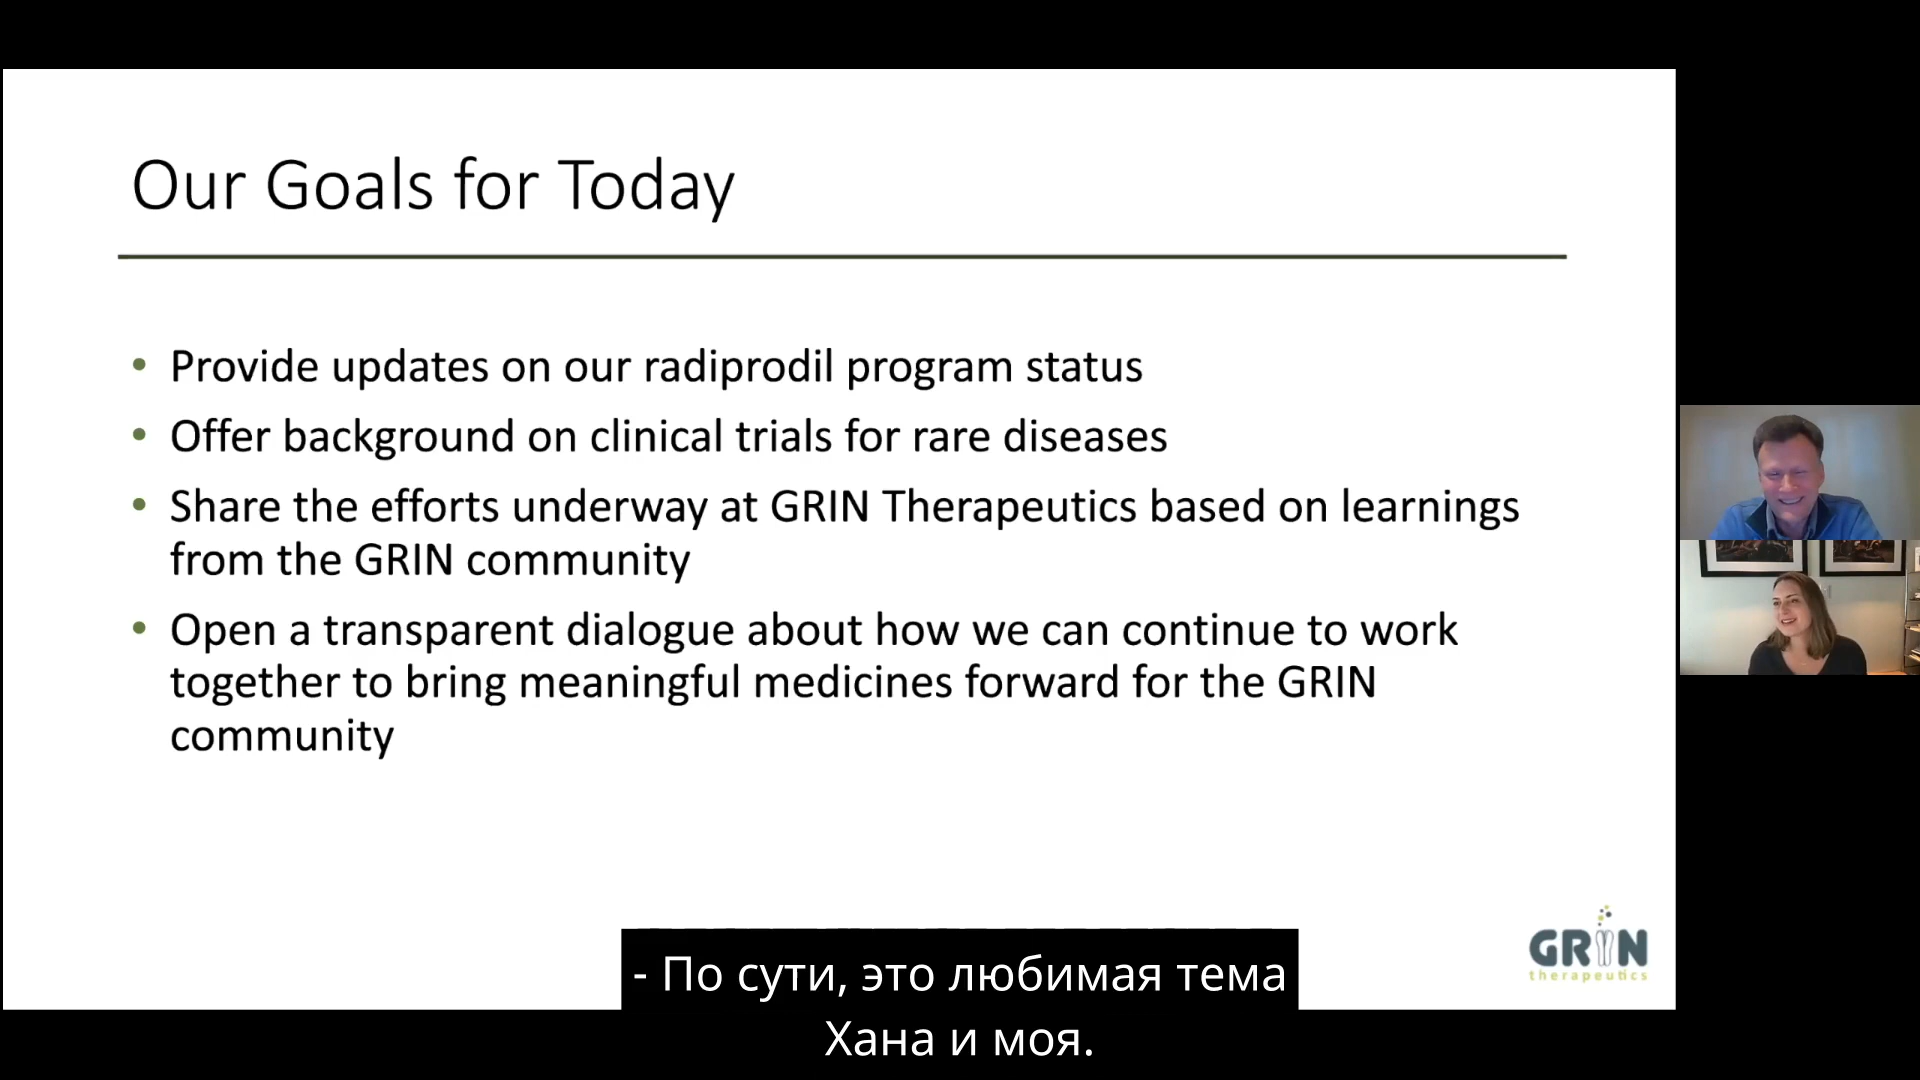 Our Goals for Today
• Provide updates on our radiprodil program status
• Offer background on clinical trials for rare diseases
• Share the efforts underway at GRIN Therapeutics based on learnings
from the GRIN community
• Open a transparent dialogue about how we can continue to work
together to bring meaningful medicines forward for the GRIN
community
GRIN
therapeutics
- По сути, это любимая тема
Хана и моя.